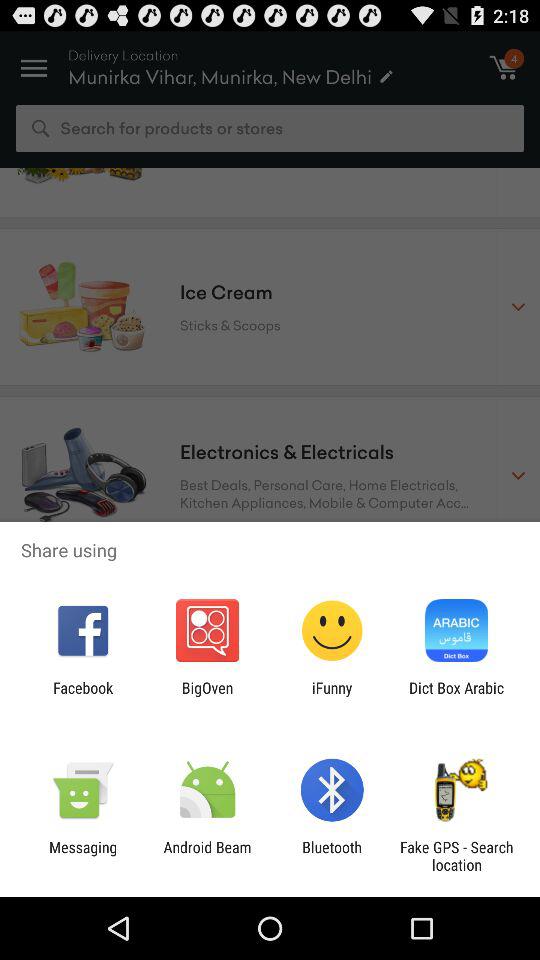 2:18
Delivery Location
Munirka Vihar, Munirka, New Delhi
4
Search for products or stores
Ice Cream
Sticks & Scoops
Electronics & Electricals
Best Deals, Personal Care, Home Electricals,
Kitchen Appliances, Mobile & Computer Acc...
Share using
ARABIC
قاموس
Dict Box
Facebook
BigOven
iFunny
Dict Box Arabic
Messaging
Android Beam
Bluetooth
Fake GPS - Search
location